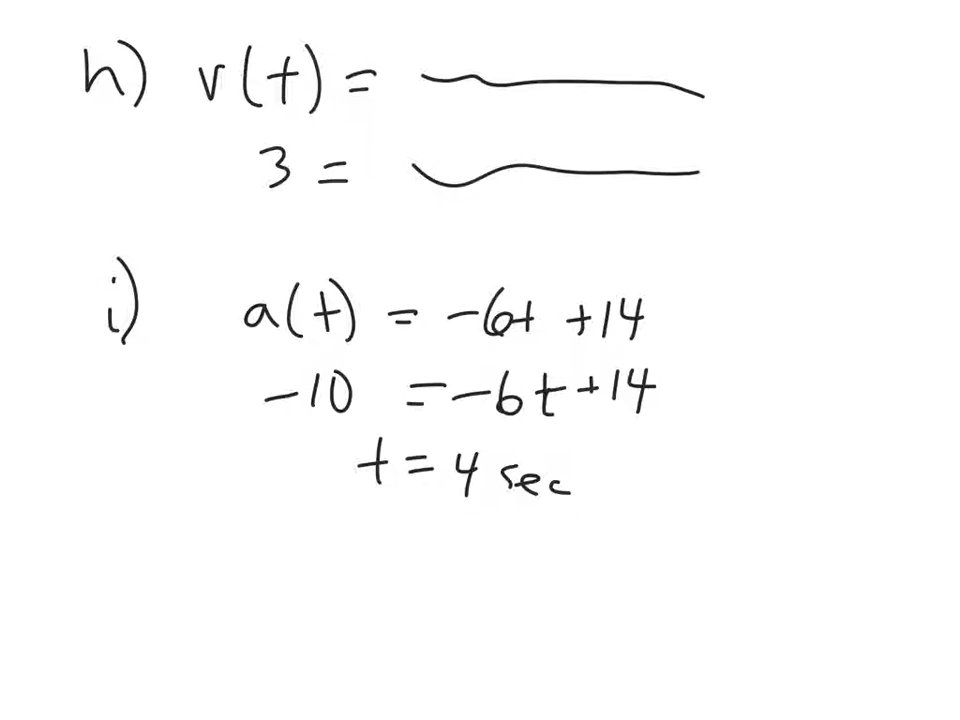 h) v(t) =
3 =
i) a(t) = -6t +14
-10 = -6t+14
t = 4 sec